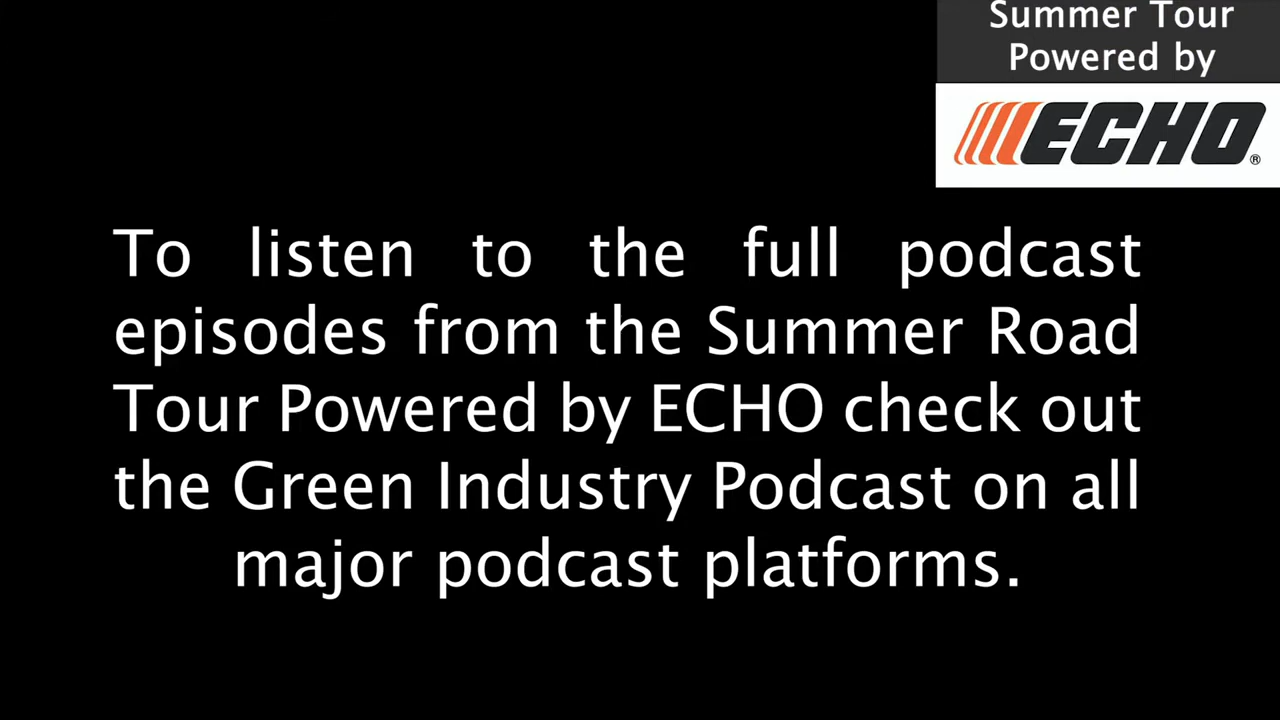 Summer Tour
Powered by
ECHO®
To listen to the full podcast
episodes from the Summer Road
Tour Powered by ECHO check out
the Green Industry Podcast on all
major podcast platforms.